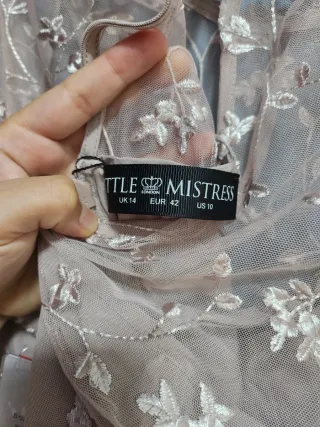 TTLE LONDON MISTRESS
UK 14 EUR 42 US 10